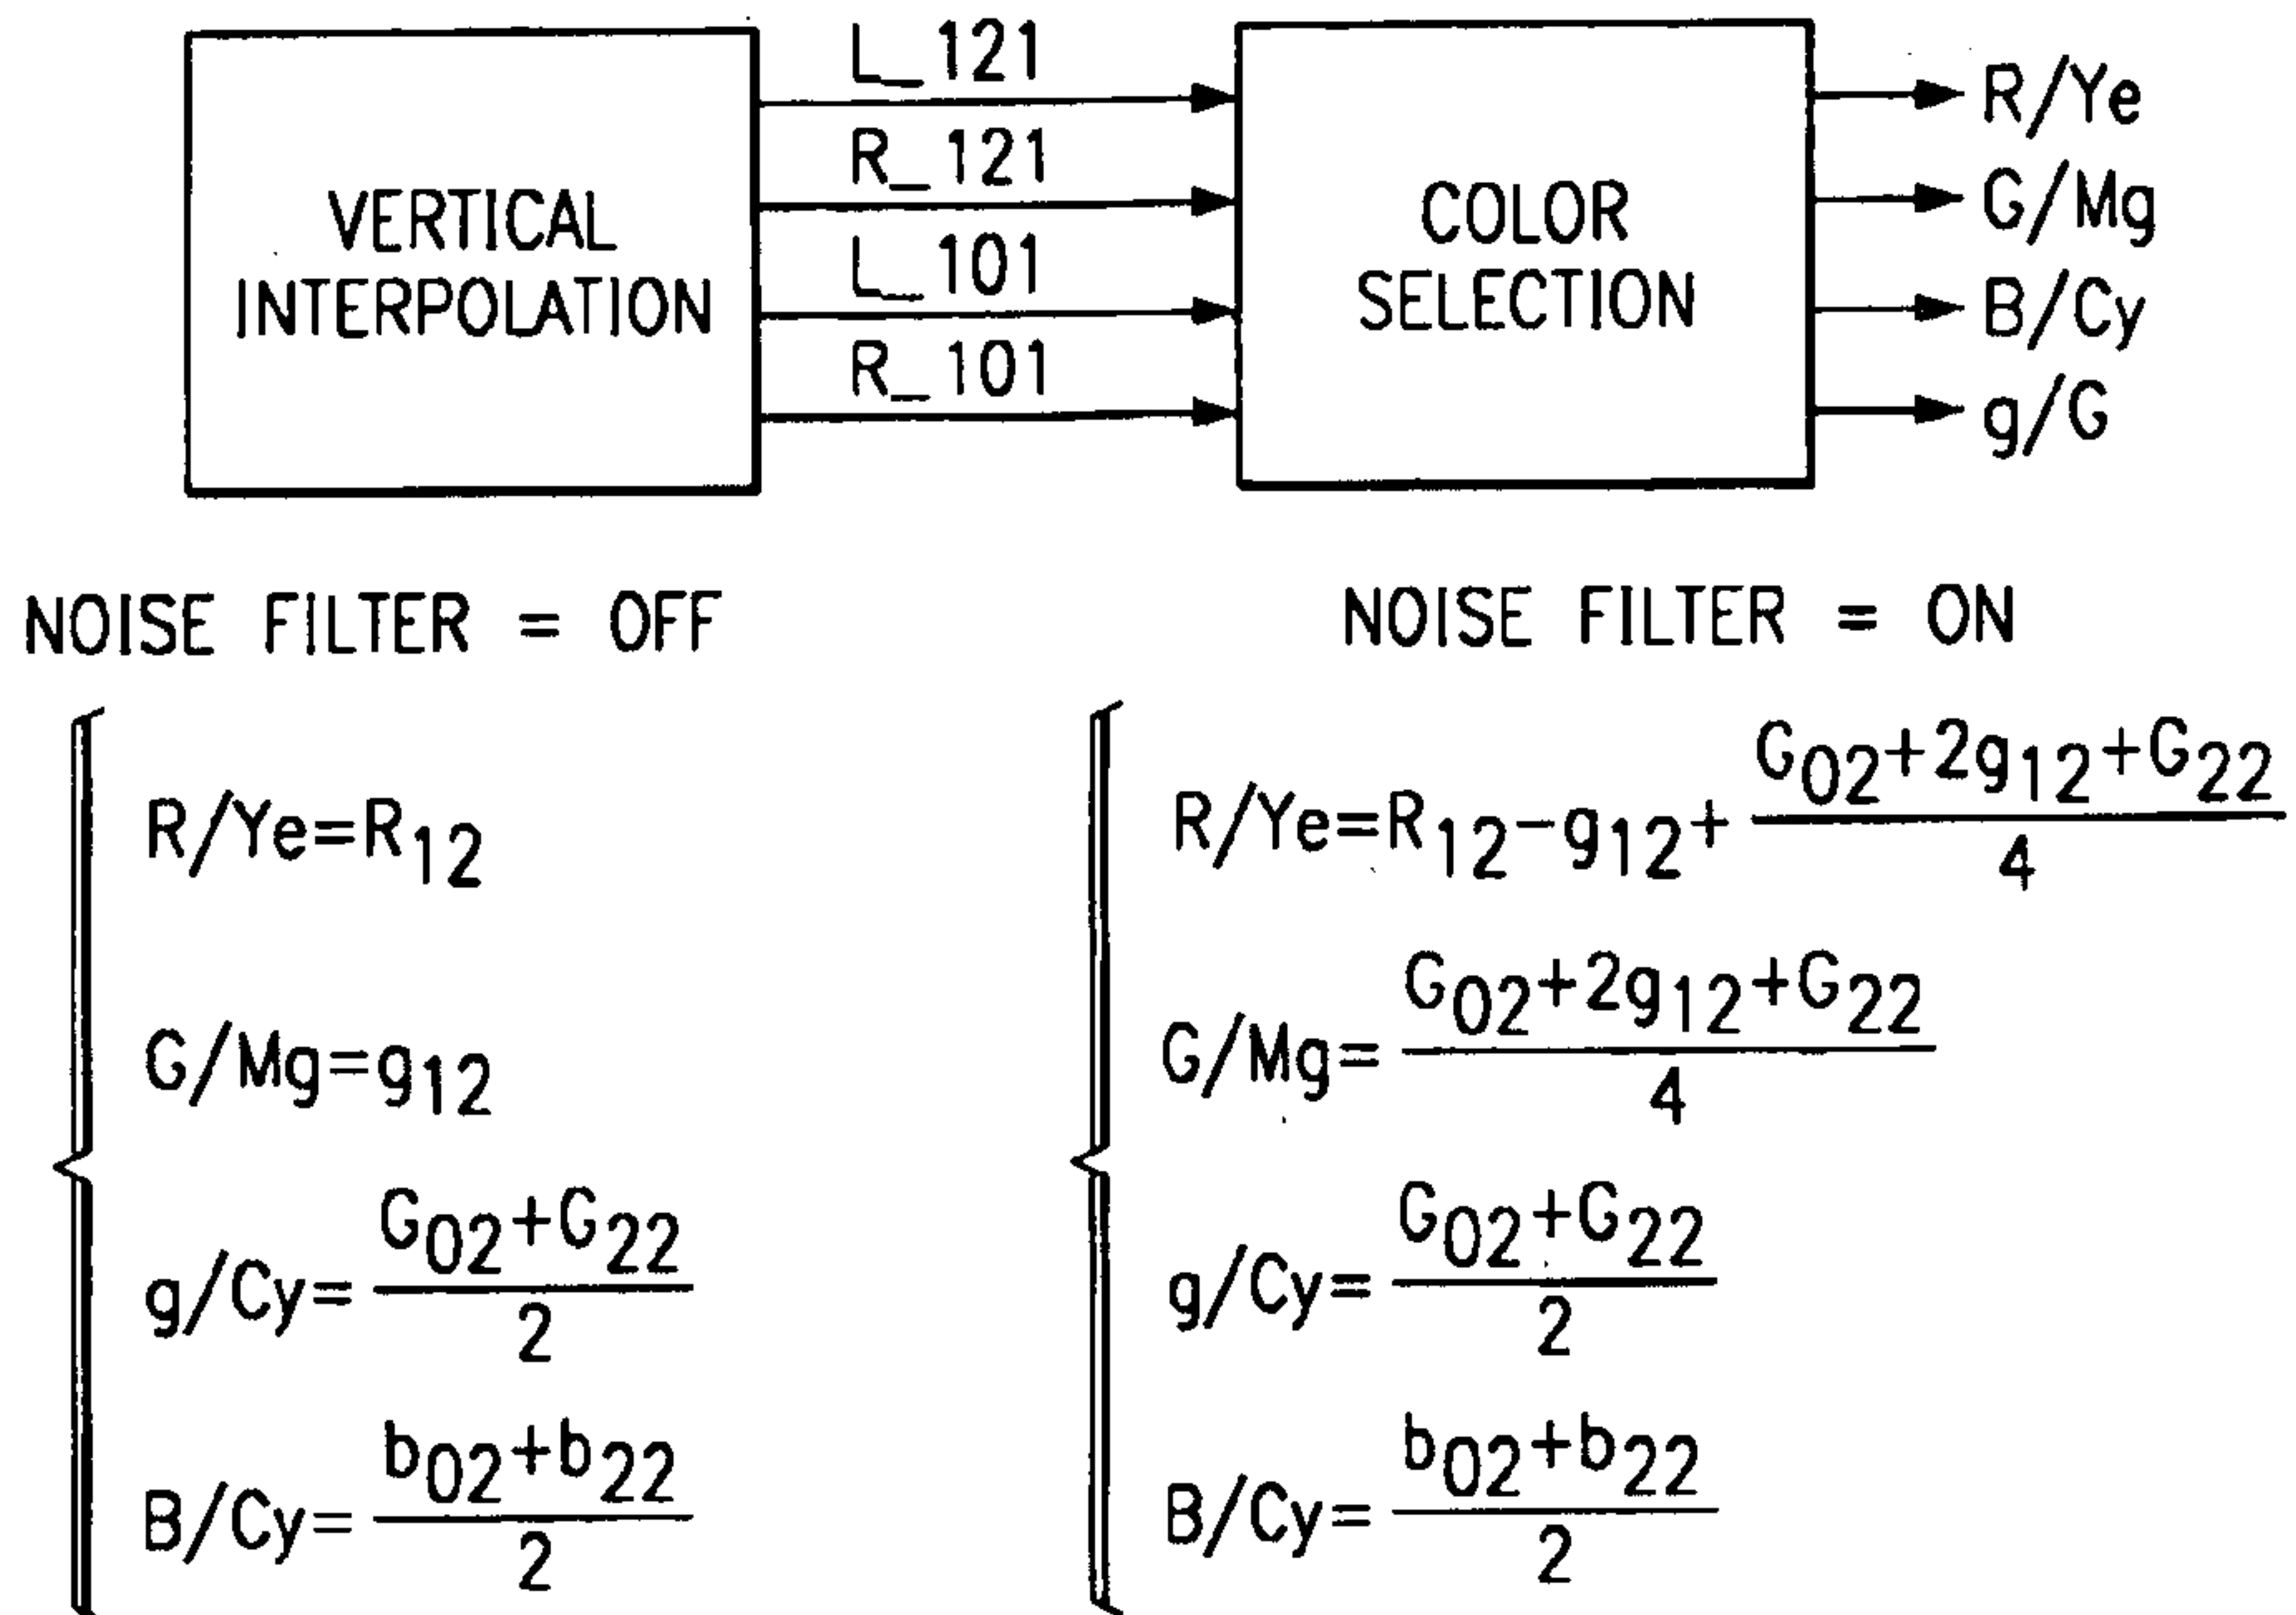 L_121
R_121
L_101
R_101
VERTICAL
INTERPOLATION
COLOR
SELECTION
R/Ye
G/Mg
B/Cy
g/G
NOISE FILTER = OFF
R/Ye=R12
G/Mg=g12
g/Cy=G02+G22/2
B/Cy=b02+b22/2
NOISE FILTER = ON
R/Ye=R12-g12+G02+2g12+G22/4
G/Mg=G02+2g12+G22/4
g/Cy=G02+G22/2
B/Cy=b02+b22/2